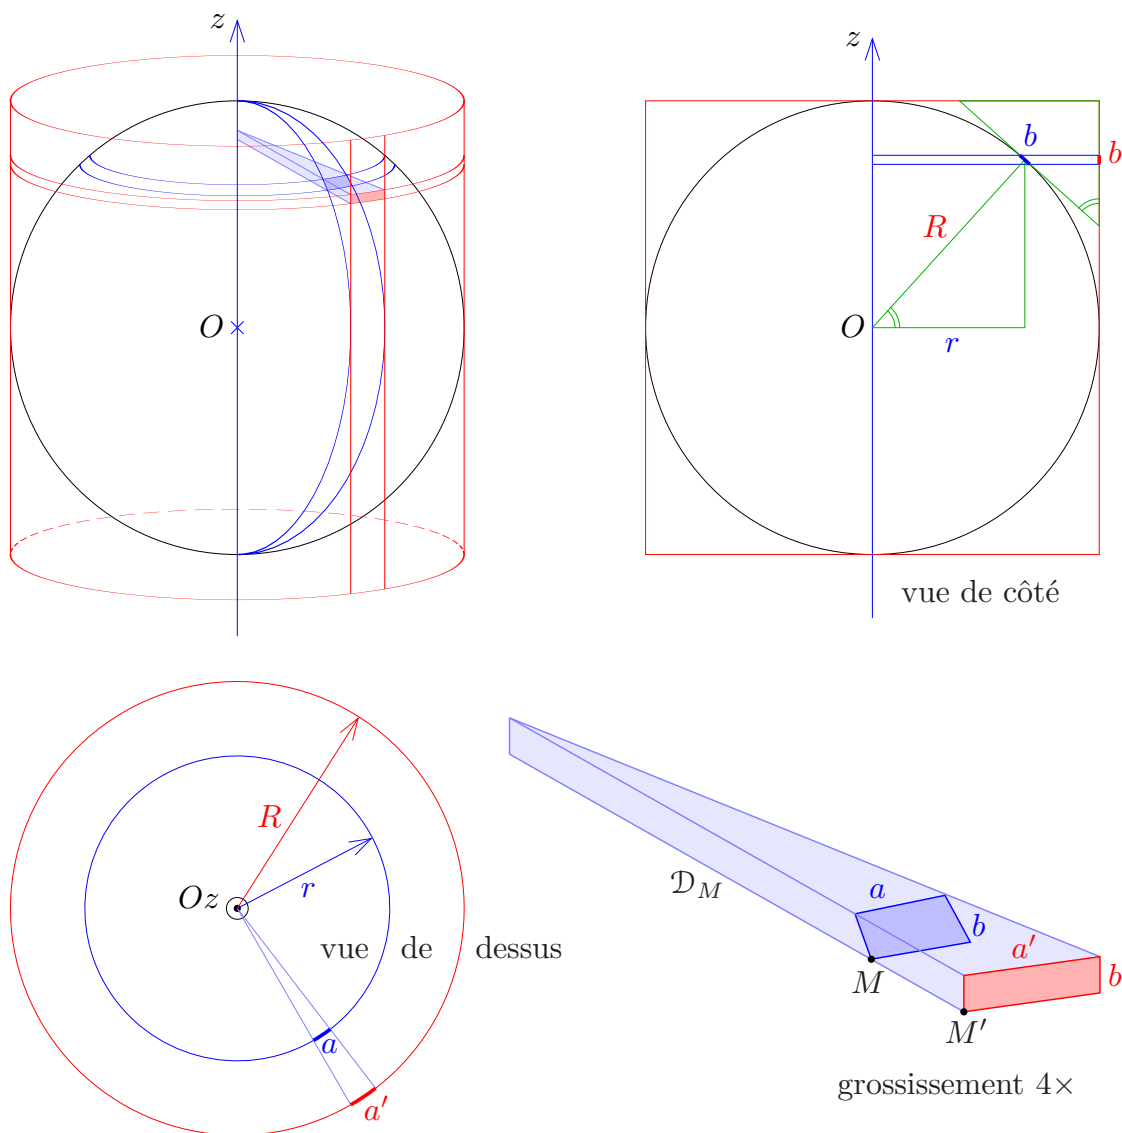 z
O
z
b
b
R
O
r
vue de côté
R
r
Oz
vue de dessus
a
a′
𝒟_M
a
b
a′
b
M
M′
grossissement 4×